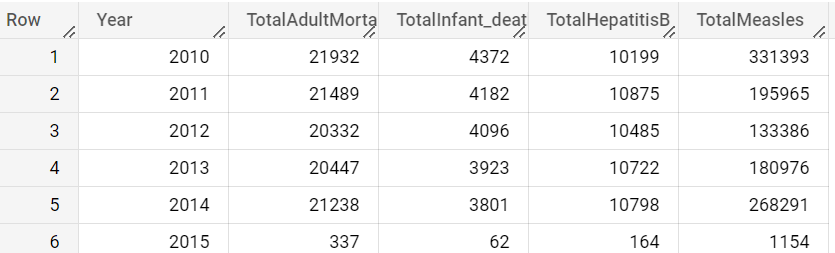 Row Year TotalAdultMorta TotalInfant_deat TotalHepatitisB_ TotalMeasles
1 2010 21932 4372 10199 331393
2 2011 21489 4182 10875 195965
3 2012 20332 4096 10485 133386
4 2013 20447 3923 10722 180976
5 2014 21238 3801 10798 268291
6 2015 337 62 164 1154